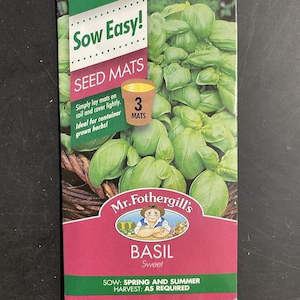 Sow Easy!
SEED MATS
Simply lay mats on
soil and cover lightly.
Ideal for container
grown herbs!
3
MATS
Mr. Fothergill's
BASIL
Sweet
SOW: SPRING AND SUMMER
HARVEST: AS REQUIRED